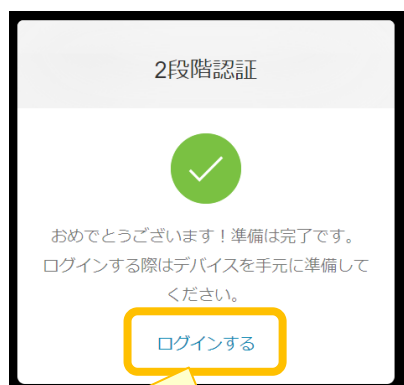 2段階認証
おめでとうございます！準備は完了です。
ログインする際はデバイスを手元に準備して
ください。
ログインする